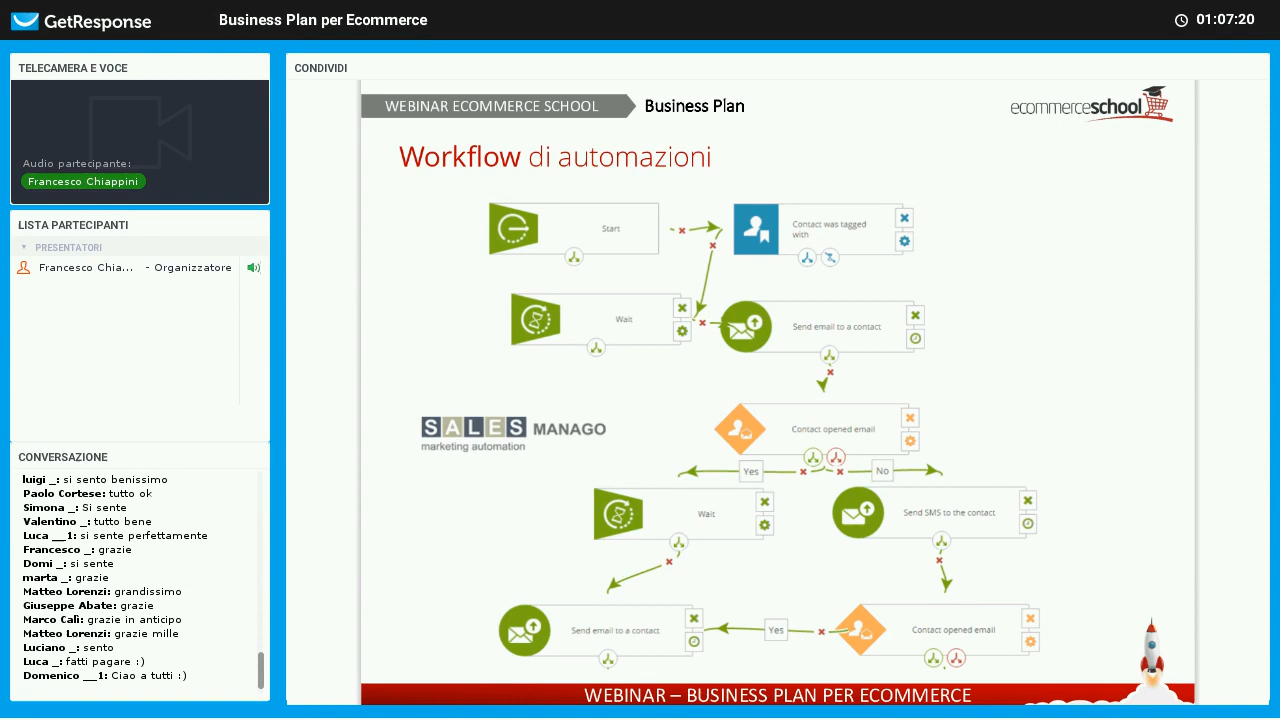 GetResponse
Business Plan per Ecommerce
01:07:20
TELECAMERA E VOCE
Audio partecipante:
Francesco Chiappini
LISTA PARTECIPANTI
PRESENTATORI
Francesco Chia... - Organizzatore
CONVERSAZIONE
luigi _: si sento benissimo
Paolo Cortese: tutto ok
Simona _: Si sente
Valentino _: tutto bene
Luca __1: si sente perfettamente
Francesco _: grazie
Domi _: si sente
marta _: grazie
Matteo Lorenzi: grandissimo
Giuseppe Abate: grazie
Marco Calì: grazie in anticipo
Matteo Lorenzi: grazie mille
Luciano _: sento
Luca _: fatti pagare :)
Domenico __1: Ciao a tutti :)
CONDIVIDI
WEBINAR ECOMMERCE SCHOOL
Business Plan
ecommerceschool
Workflow di automazioni
Start
Contact was tagged
with
Wait
Send email to a contact
SALES MANAGO
marketing automation
Contact opened email
Yes
No
Wait
Send SMS to the contact
Send email to a contact
Yes
Contact opened email
WEBINAR – BUSINESS PLAN PER ECOMMERCE